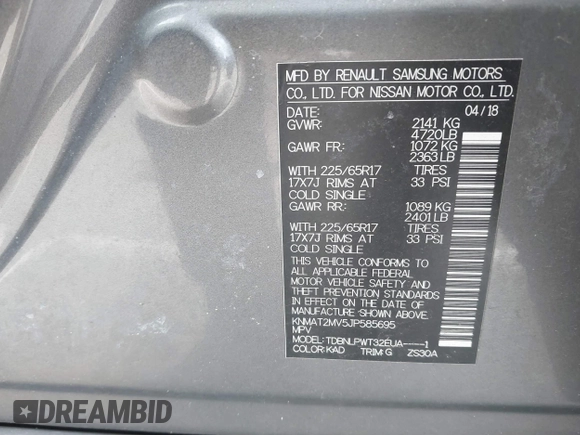 MFD BY RENAULT SAMSUNG MOTORS
CO., LTD. FOR NISSAN MOTOR CO., LTD.
DATE: 04/18
GVWR: 2141 KG
4720LB
GAWR FR: 1072 KG
2363 LB
WITH 225/65R17 TIRES
17X7J RIMS AT 33 PSI
COLD SINGLE
GAWR RR: 1089 KG
2401 LB
WITH 225/65R17 TIRES
17X7J RIMS AT 33 PSI
COLD SINGLE
THIS VEHICLE CONFORMS TO
ALL APPLICABLE U.S. FEDERAL
MOTOR VEHICLE SAFETY AND
THEFT PREVENTION STANDARDS
IN EFFECT ON THE DATE OF
MANUFACTURE SHOWN ABOVE.
KNMAT2MV5JP585695
MPV
MODEL: TDBNLPWT32EUA-----1
COLOR: KAD TRIM: G ZS30A
DREAMBID